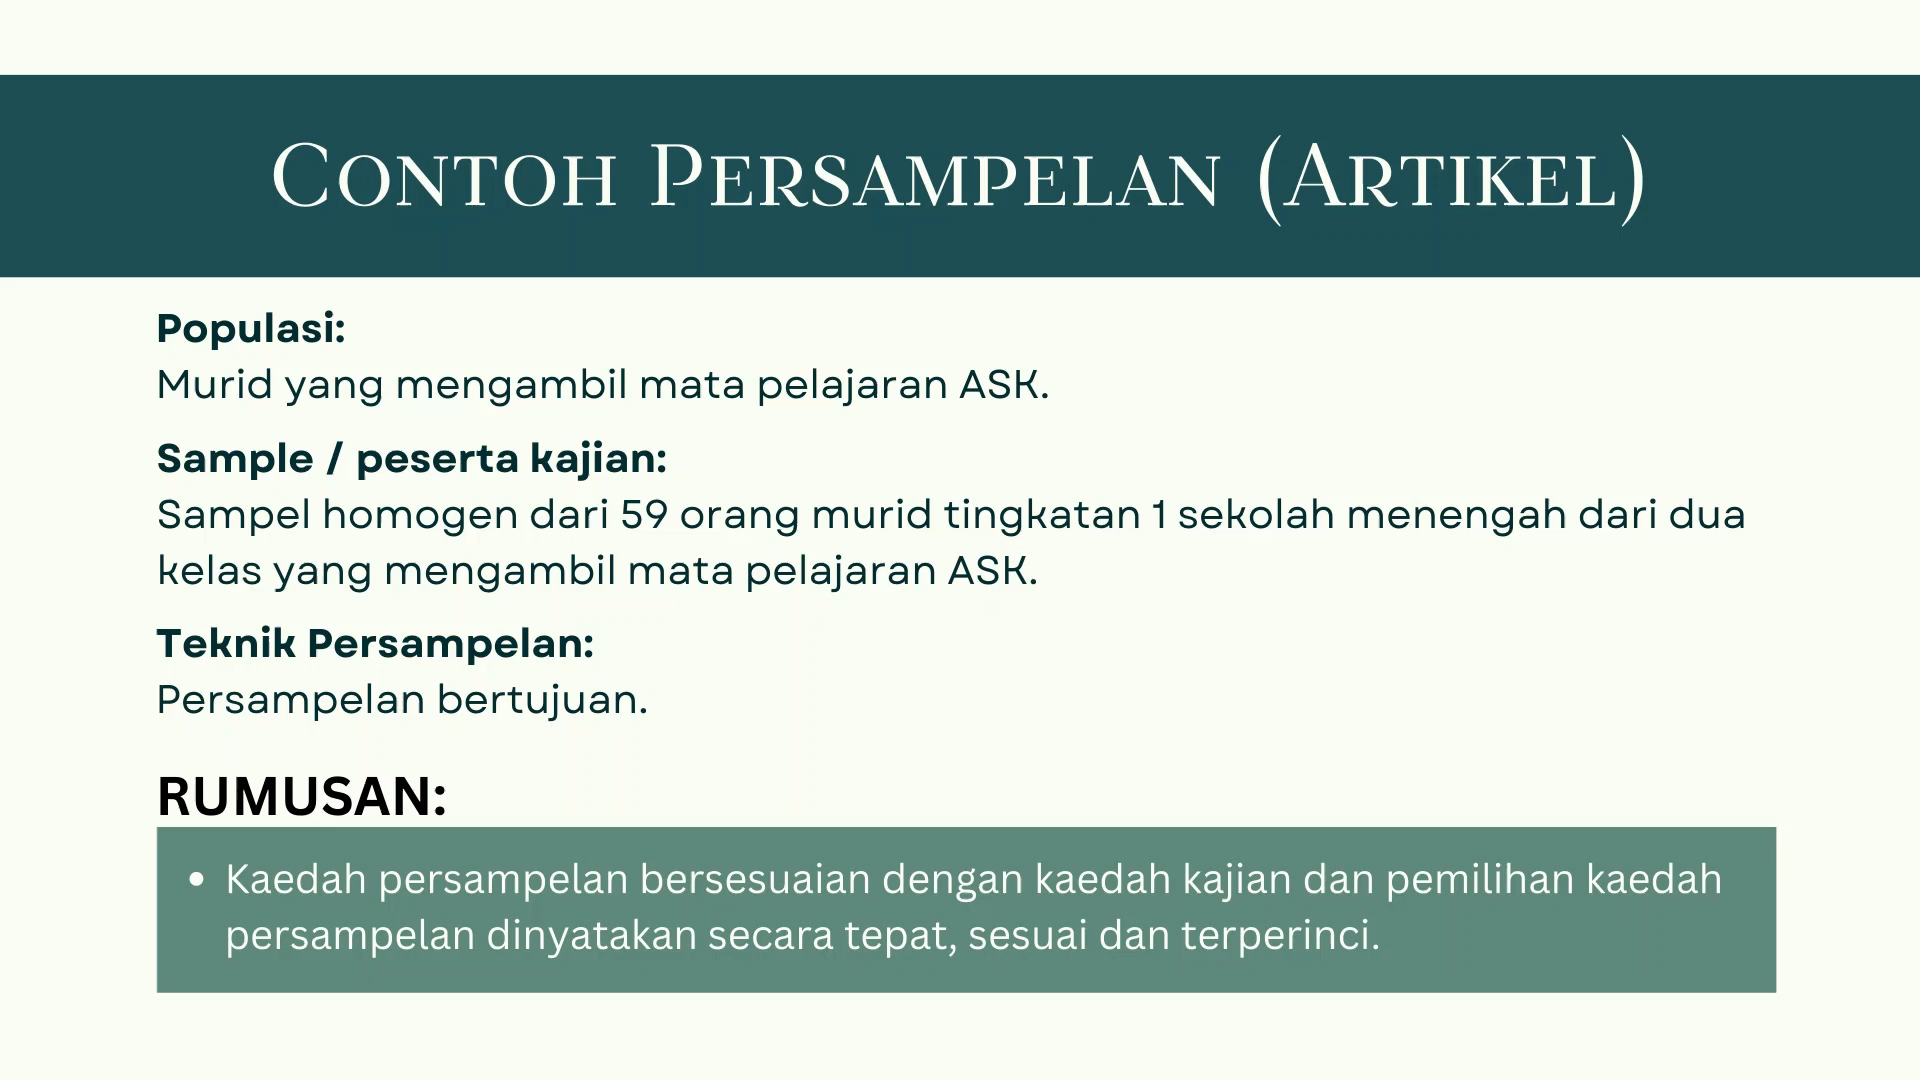 Contoh Persampelan (Artikel)
Populasi:
Murid yang mengambil mata pelajaran ASK.
Sample / peserta kajian:
Sampel homogen dari 59 orang murid tingkatan 1 sekolah menengah dari dua
kelas yang mengambil mata pelajaran ASK.
Teknik Persampelan:
Persampelan bertujuan.
RUMUSAN:
• Kaedah persampelan bersesuaian dengan kaedah kajian dan pemilihan kaedah
persampelan dinyatakan secara tepat, sesuai dan terperinci.